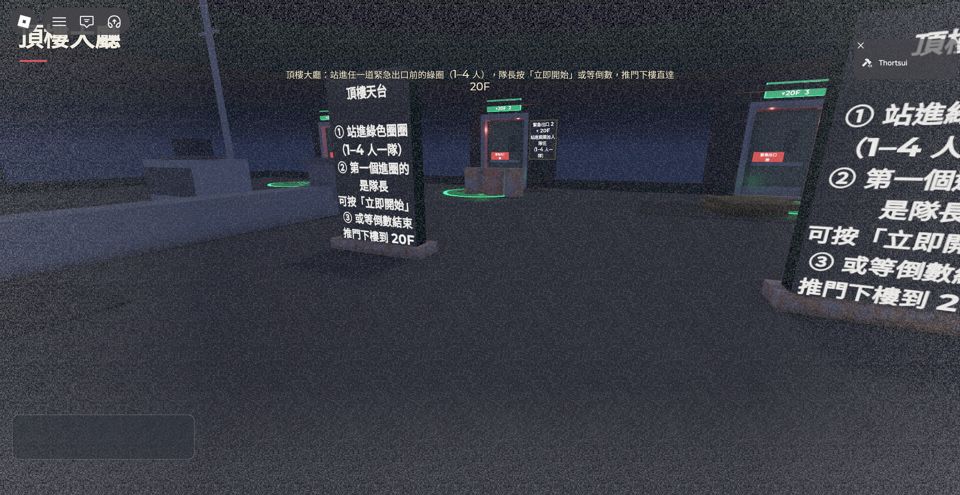 頂樓大廳
頂樓大廳：站進任一道緊急出口前的綠圈（1–4 人），隊長按「立即開始」或等倒數，推門下樓直達
20F
Thortsui
頂樓天台
① 站進綠色圈圈
（1–4 人一隊）
② 第一個進圈的
是隊長
可按「立即開始」
③ 或等倒數結束
推門下樓到 20F
20F 3
頂樓
① 站進綠
（1–4 人
② 第一個
是隊長
可按「立即開
③ 或等倒數
推門下樓到 2